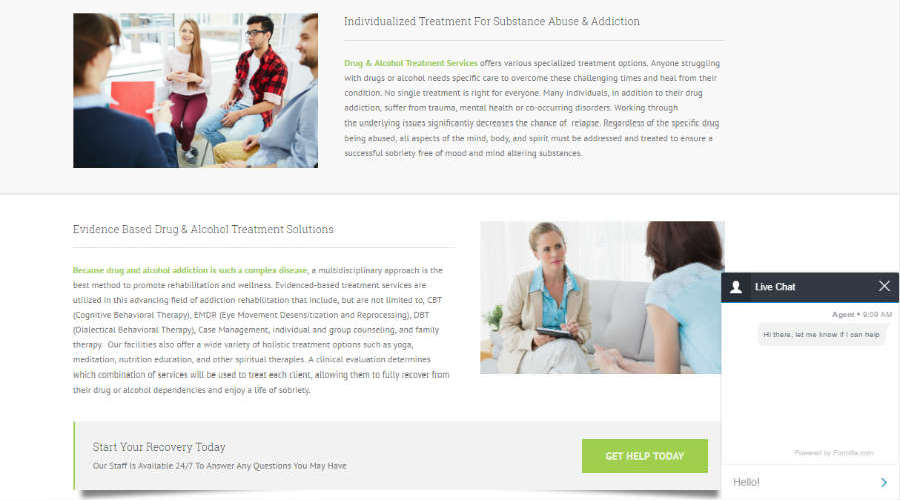 Individualized Treatment For Substance Abuse & Addiction
Drug & Alcohol Treatment Services offers various specialized treatment options. Anyone struggling
with drugs or alcohol needs specific care to overcome these challenging times and heal from their
condition. No single treatment is right for everyone. Many individuals, in addition to their drug
addiction, suffer from trauma, mental health or co-occurring disorders. Working through
the underlying issues significantly decreases the chance of relapse. Regardless of the specific drug
being abused, all aspects of the mind, body, and spirit must be addressed and treated to ensure a
successful sobriety free of mood and mind altering substances.
Evidence Based Drug & Alcohol Treatment Solutions
Because drug and alcohol addiction is such a complex disease, a multidisciplinary approach is the
best method to promote rehabilitation and wellness. Evidenced-based treatment services are
utilized in this advancing field of addiction rehabilitation that include, but are not limited to, CBT
(Cognitive Behavioral Therapy), EMDR (Eye Movement Desensitization and Reprocessing), DBT
(Dialectical Behavioral Therapy), Case Management, individual and group counseling, and family
therapy. Our facilities also offer a wide variety of holistic treatment options such as yoga,
meditation, nutrition education, and other spiritual therapies. A clinical evaluation determines
which combination of services will be used to treat each client, allowing them to fully recover from
their drug or alcohol dependencies and enjoy a life of sobriety.
Start Your Recovery Today
Our Staff Is Available 24/7 To Answer Any Questions You May Have
GET HELP TODAY
Live Chat
Agent • 9:09 AM
Hi there, let me know if I can help
Powered by Formilla.com
Hello!